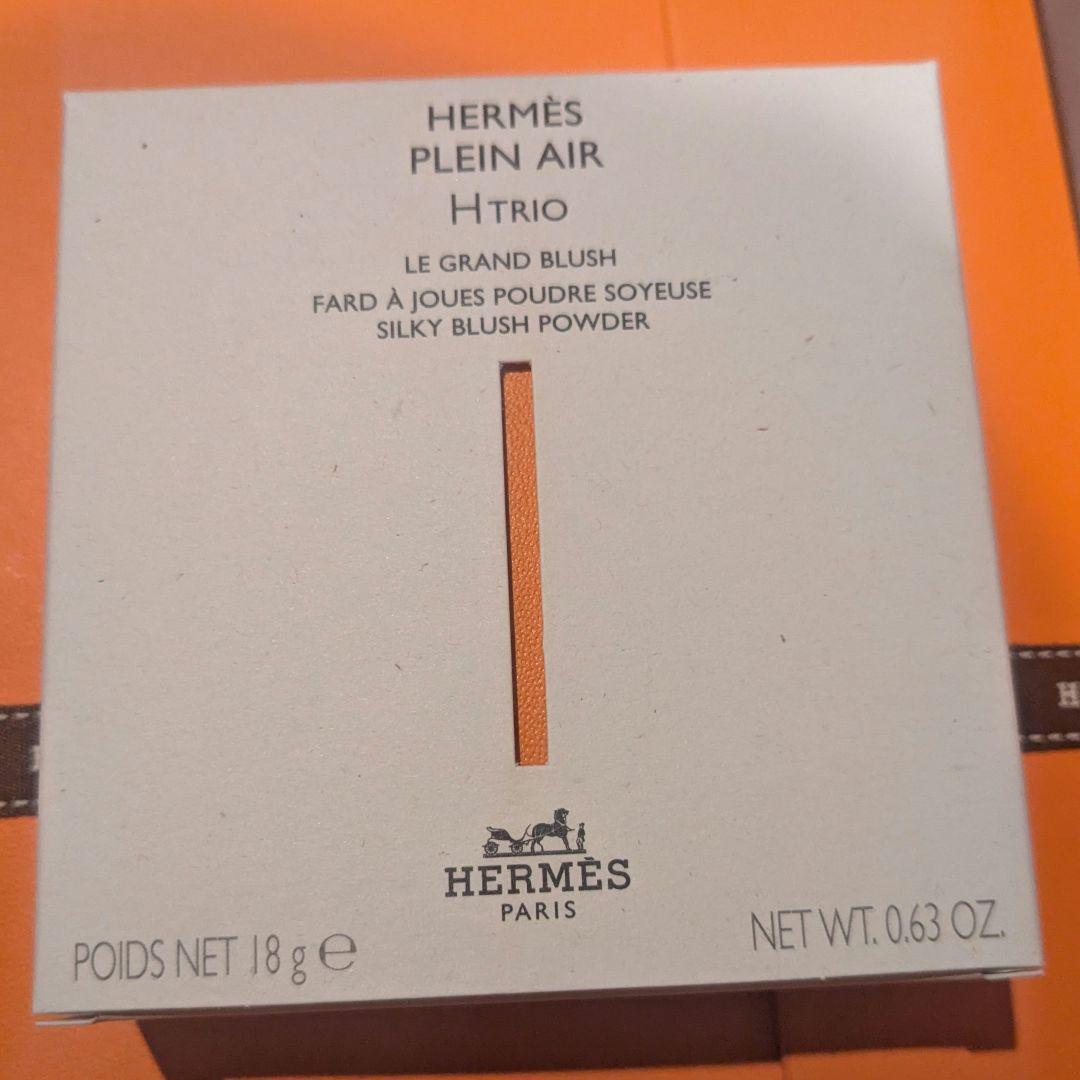 HERMÈS
PLEIN AIR
H TRIO
LE GRAND BLUSH
FARD À JOUES POUDRE SOYEUSE
SILKY BLUSH POWDER
HERMÈS
PARIS
POIDS NET 18 g e
NET WT. 0.63 OZ.